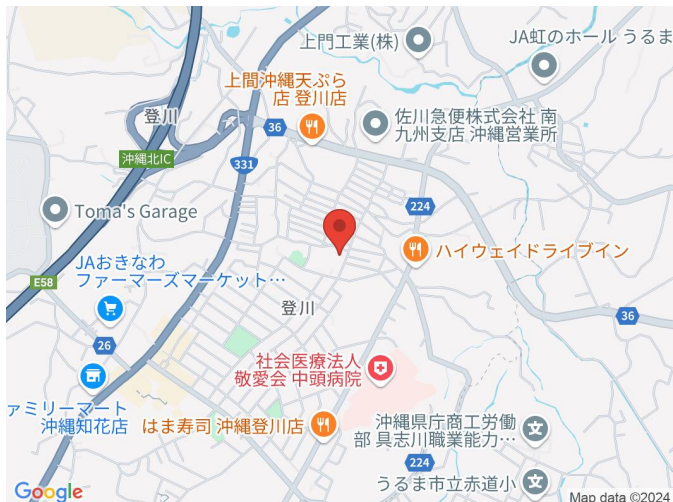 上門工業(株)
JA虹のホール うるま
上間沖縄天ぷら
店 登川店
登川
36
佐川急便株式会社 南
九州支店 沖縄営業所
沖縄北IC
331
224
Toma's Garage
ハイウェイドライブイン
JAおきなわ
ファーマーズマーケット…
E58
登川
36
26
社会医療法人
敬愛会 中頭病院
ァミリーマート
沖縄知花店
はま寿司 沖縄登川店
沖縄県庁商工労働
部 具志川職業能力…
224
うるま市立赤道小
Google
Map data ©2024